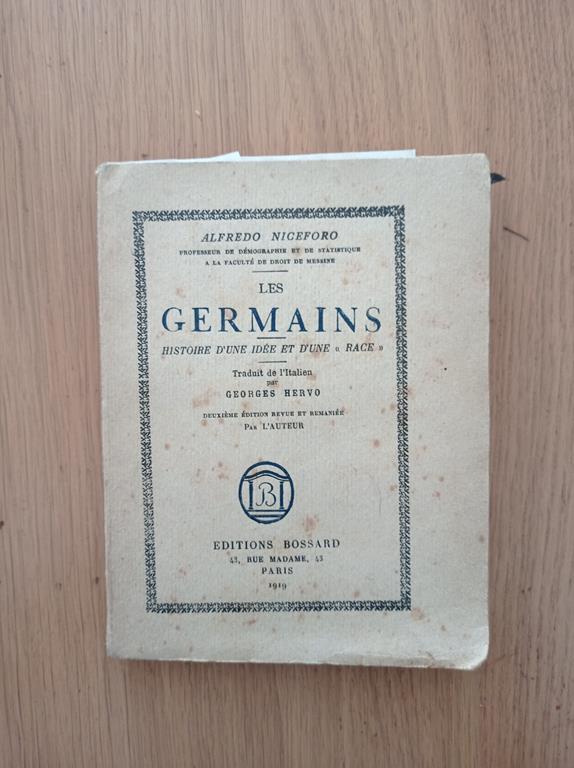 ALFREDO NICEFORO
PROFESSEUR DE DÉMOGRAPHIE ET DE STATISTIQUE
A LA FACULTÉ DE DROIT DE MESSINE
LES
GERMAINS
HISTOIRE D'UNE IDÉE ET D'UNE « RACE »
Traduit de l'Italien
par
GEORGES HERVO
DEUXIÈME ÉDITION REVUE ET REMANIÉE
PAR L'AUTEUR
B
EDITIONS BOSSARD
43, RUE MADAME, 43
PARIS
1919